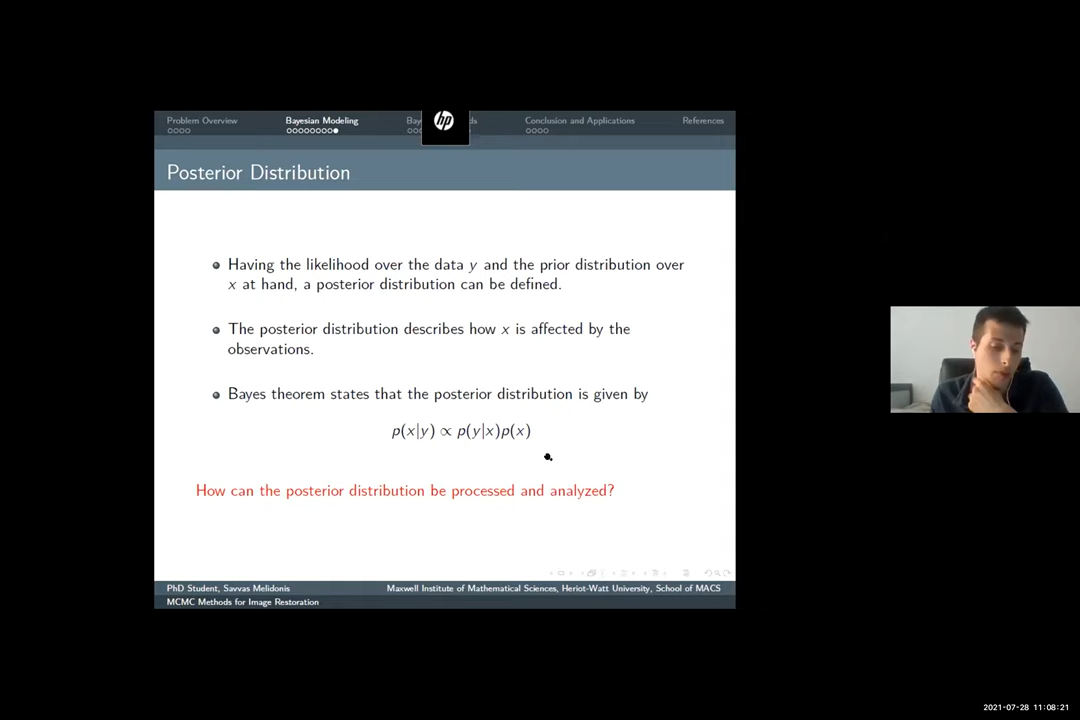 Problem Overview
Bayesian Modeling
Conclusion and Applications
References
hp
Posterior Distribution
Having the likelihood over the data y and the prior distribution over
x at hand, a posterior distribution can be defined.
The posterior distribution describes how x is affected by the
observations.
Bayes theorem states that the posterior distribution is given by
p(x|y) ∝ p(y|x)p(x)
How can the posterior distribution be processed and analyzed?
PhD Student, Savvas Melidonis
Maxwell Institute of Mathematical Sciences, Heriot-Watt University, School of MACS
MCMC Methods for Image Restoration
2021-07-28 11:08:21